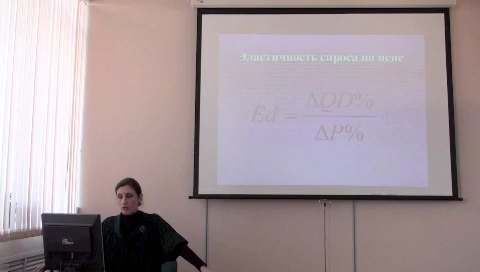 Эластичность спроса по цене
Ed = ΔQD% / ΔP%